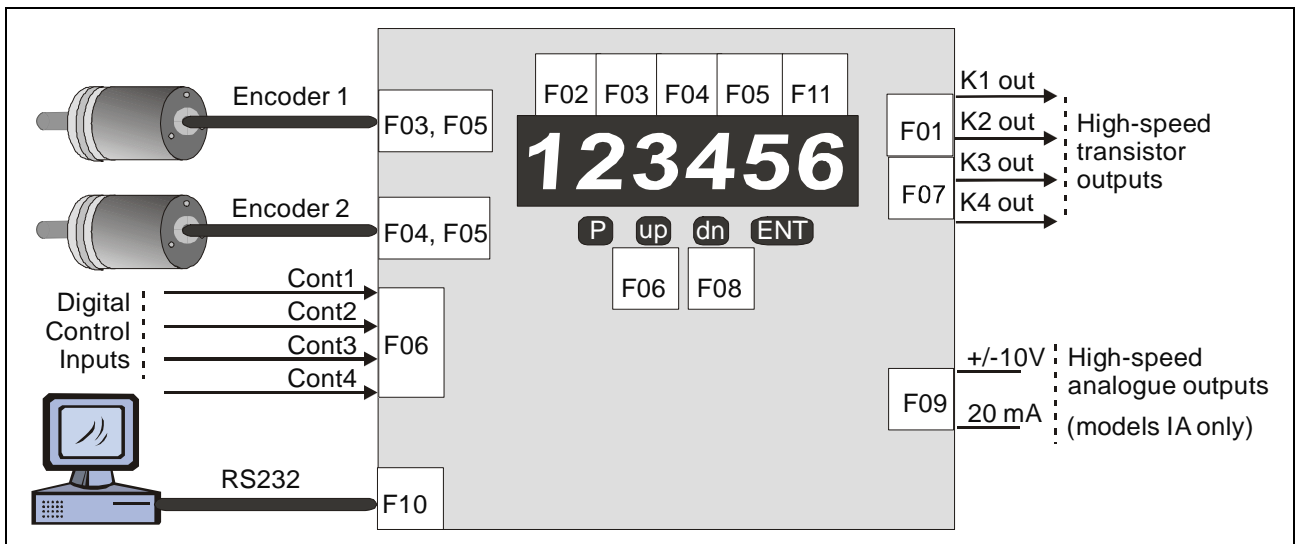 Encoder 1
F03, F05
Encoder 2
F04, F05
Digital
Control
Inputs
Cont1
Cont2
Cont3
Cont4
F06
RS232
F10
F02 F03 F04 F05 F11
123456
P up dn ENT
F06 F08
F01
F07
K1 out
K2 out
K3 out
K4 out
High-speed
transistor
outputs
F09
+/-10V
20 mA
High-speed
analogue outputs
(models IA only)